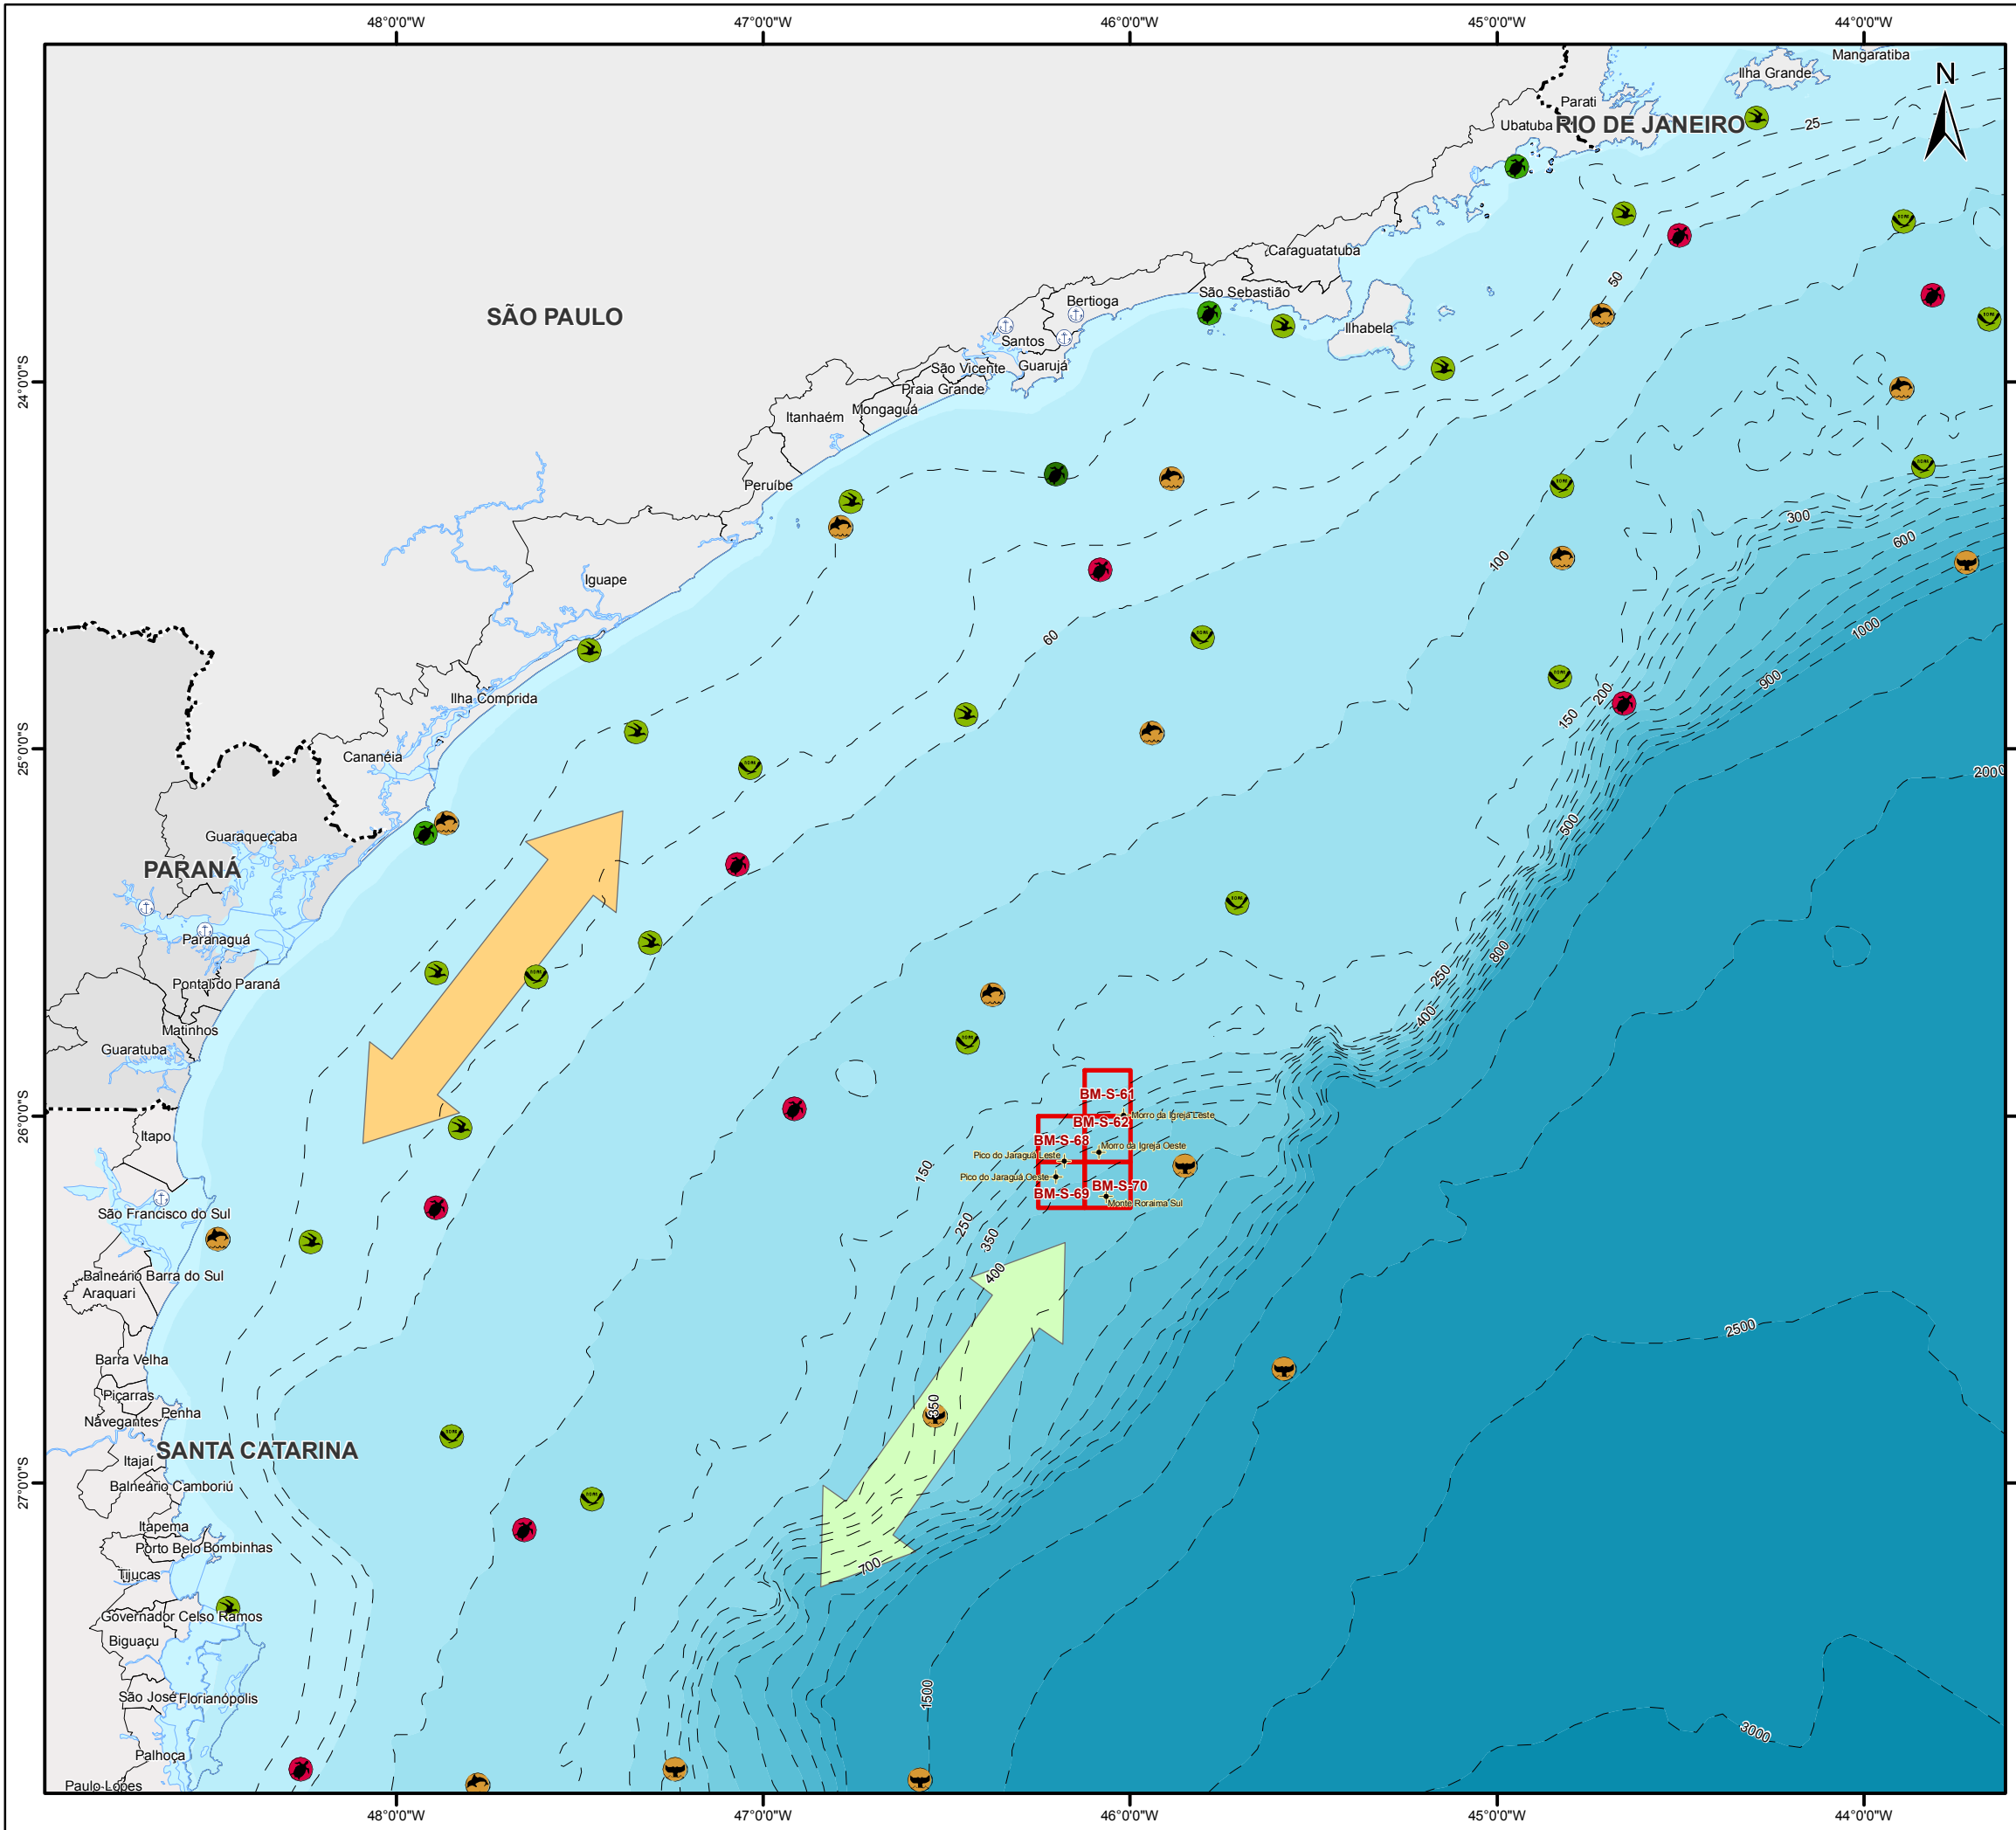 48°0'0"W 47°0'0"W 46°0'0"W 45°0'0"W 44°0'0"W
Mangaratiba
N
Ilha Grande
Parati
Ubatuba
RIO DE JANEIRO
25
Caraguatatuba
50
São Sebastião
Bertioga
SÃO PAULO
Ilhabela
Santos
Guarujá
São Vicente
24°0'0"S
Praia Grande
Mongaguá
Itanhaém
Peruíbe
300
600
100
Iguape
1000
60
900
Ilha Comprida
200
150
25°0'0"S
Cananéia
2000
500
Guaraqueçaba
PARANÁ
Paranaguá
800
250
Pontal do Paraná
400
Matinhos
Guaratuba
BM-S-61
26°0'0"S
Morro da Igreja Leste
BM-S-62
Itapo
BM-S-68
Morro da Igreja Oeste
Pico do Jaraguá Leste
150
Pico do Jaraguá Oeste
BM-S-70
BM-S-69
Monte Roraima Sul
São Francisco do Sul
250
350
400
Balneário Barra do Sul
Araquari
2500
Barra Velha
Piçarras
350
Penha
Navegantes
SANTA CATARINA
Itajaí
27°0'0"S
Balneário Camboriú
Itapema
Porto Belo
Bombinhas
700
Tijucas
Governador Celso Ramos
Biguaçu
São José
Florianópolis
1500
3000
Palhoça
Paulo Lopes
48°0'0"W 47°0'0"W 46°0'0"W 45°0'0"W 44°0'0"W